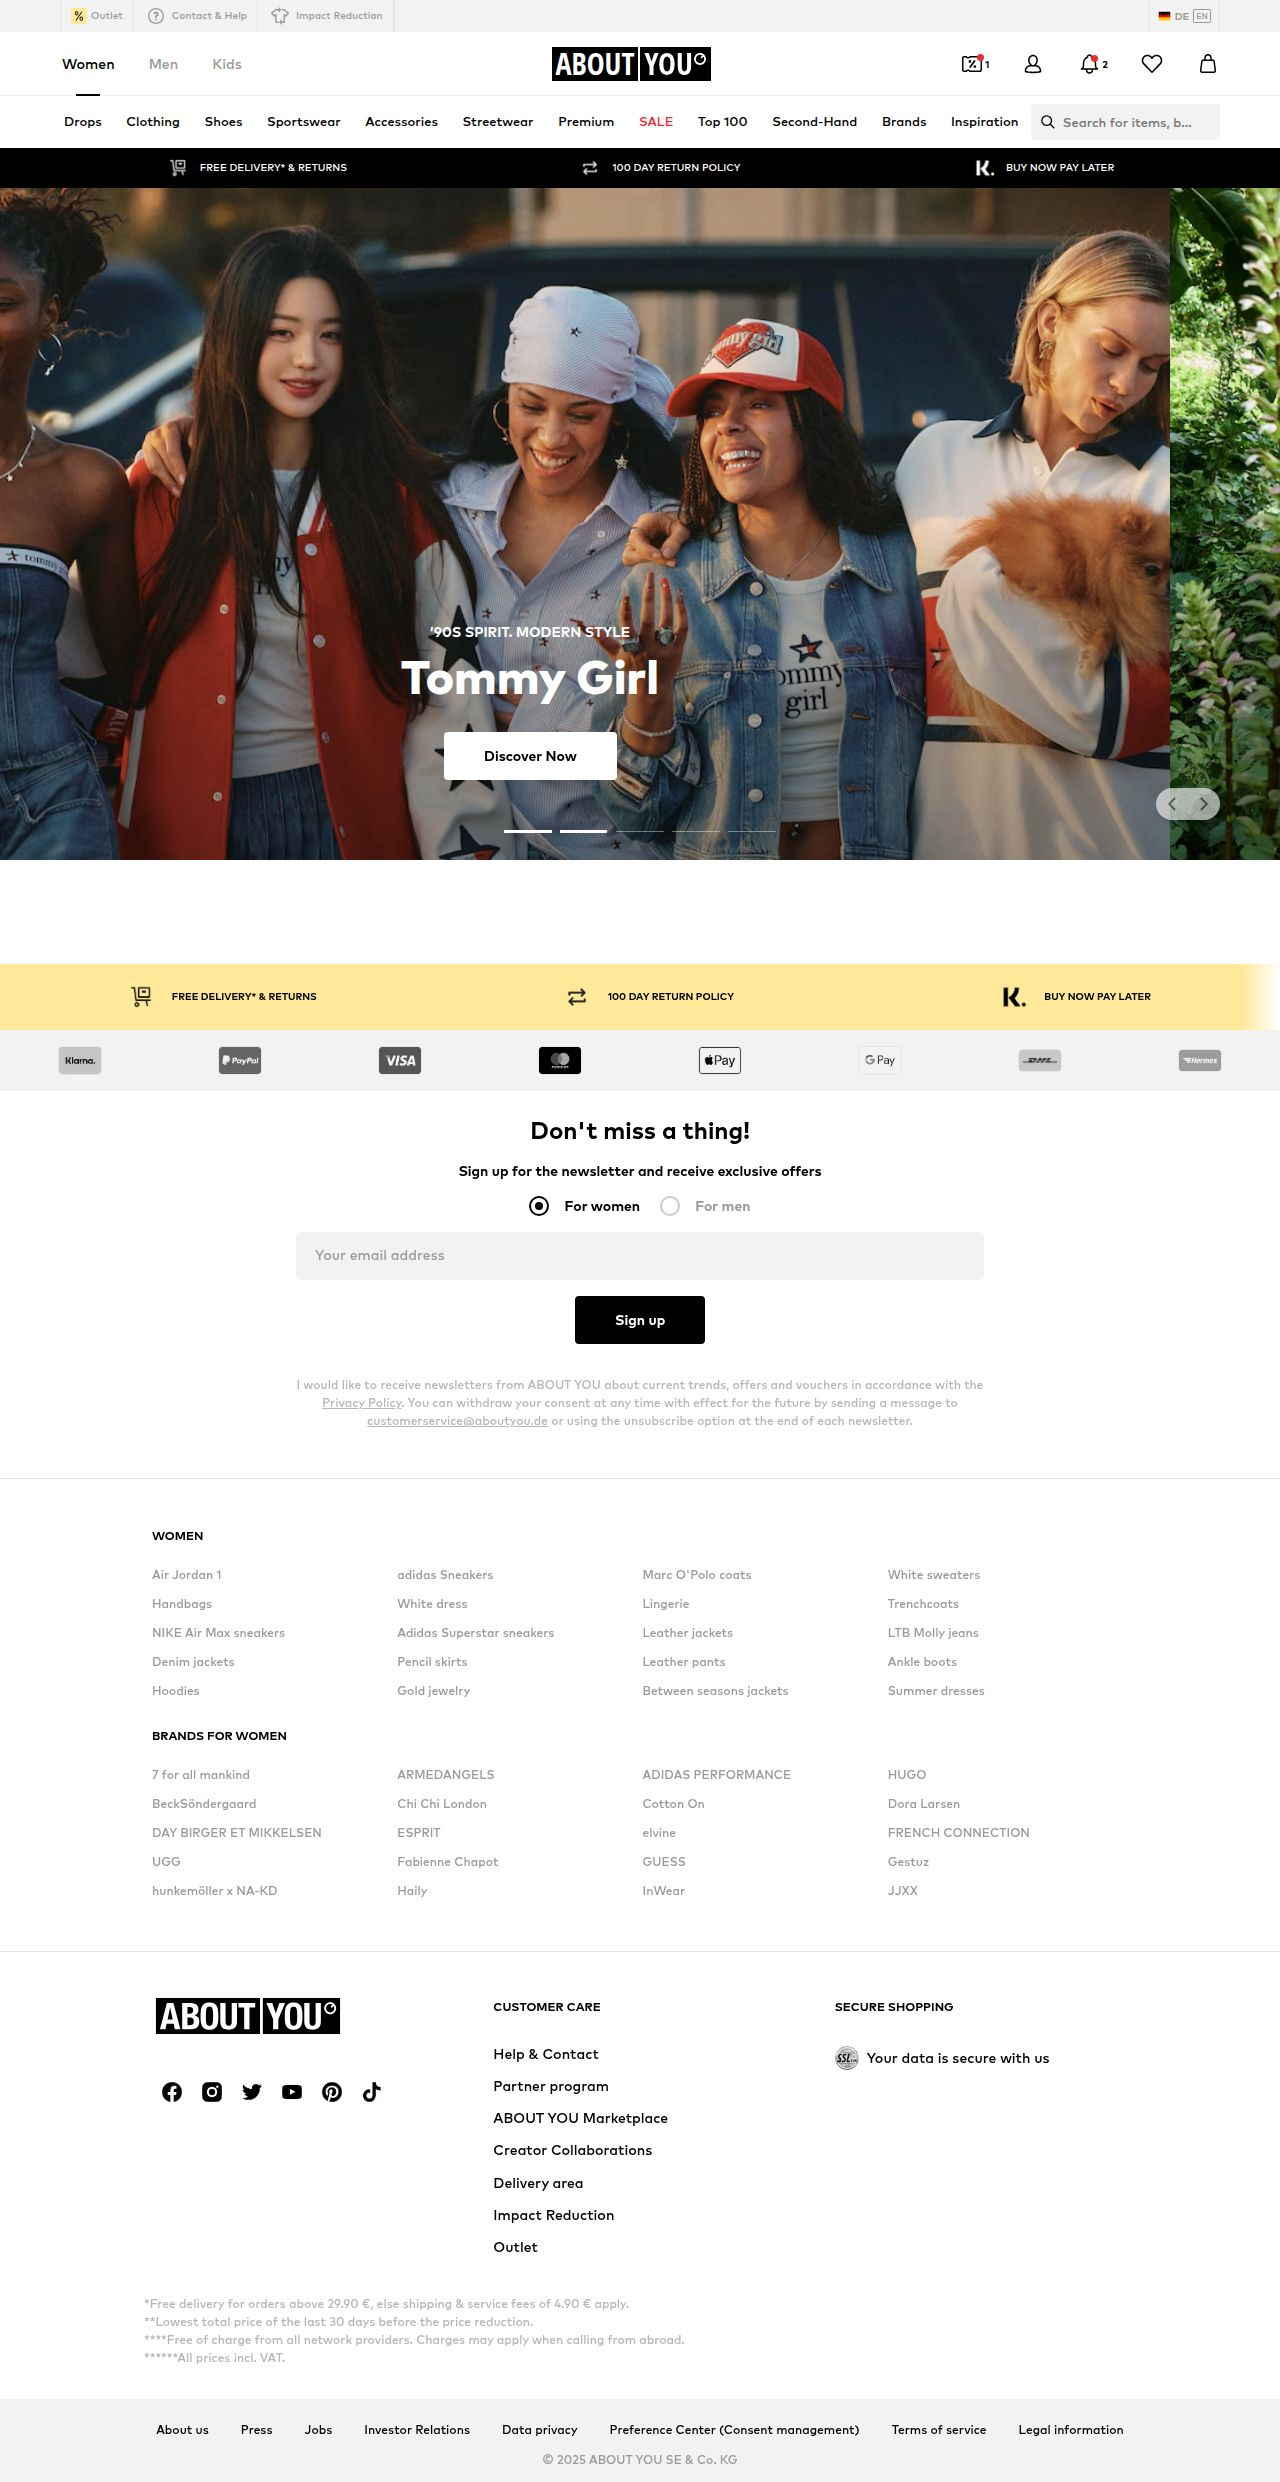 % Outlet
Contact & Help
Impact Reduction
DE EN
Women
Men
Kids
ABOUT YOU
1
2
Drops
Clothing
Shoes
Sportswear
Accessories
Streetwear
Premium
SALE
Top 100
Second-Hand
Brands
Inspiration
Search for items, b...
FREE DELIVERY* & RETURNS
100 DAY RETURN POLICY
K. BUY NOW PAY LATER
tommy girl
'90S SPIRIT. MODERN STYLE
Tommy Girl
Discover Now
FREE DELIVERY* & RETURNS
100 DAY RETURN POLICY
K. BUY NOW PAY LATER
Klarna.
PayPal
VISA
Pay
G Pay
DHL
Hermes
Don't miss a thing!
Sign up for the newsletter and receive exclusive offers
For women
For men
Your email address
Sign up
I would like to receive newsletters from ABOUT YOU about current trends, offers and vouchers in accordance with the
Privacy Policy. You can withdraw your consent at any time with effect for the future by sending a message to
customerservice@aboutyou.de or using the unsubscribe option at the end of each newsletter.
WOMEN
Air Jordan 1
adidas Sneakers
Marc O'Polo coats
White sweaters
Handbags
White dress
Lingerie
Trenchcoats
NIKE Air Max sneakers
Adidas Superstar sneakers
Leather jackets
LTB Molly jeans
Denim jackets
Pencil skirts
Leather pants
Ankle boots
Hoodies
Gold jewelry
Between seasons jackets
Summer dresses
BRANDS FOR WOMEN
7 for all mankind
ARMEDANGELS
ADIDAS PERFORMANCE
HUGO
BeckSöndergaard
Chi Chi London
Cotton On
Dora Larsen
DAY BIRGER ET MIKKELSEN
ESPRIT
elvine
FRENCH CONNECTION
UGG
Fabienne Chapot
GUESS
Gestuz
hunkemöller x NA-KD
Haily
InWear
JJXX
ABOUT YOU
CUSTOMER CARE
Help & Contact
Partner program
ABOUT YOU Marketplace
Creator Collaborations
Delivery area
Impact Reduction
Outlet
SECURE SHOPPING
SSL
Your data is secure with us
*Free delivery for orders above 29.90 €, else shipping & service fees of 4.90 € apply.
**Lowest total price of the last 30 days before the price reduction.
****Free of charge from all network providers. Charges may apply when calling from abroad.
******All prices incl. VAT.
About us
Press
Jobs
Investor Relations
Data privacy
Preference Center (Consent management)
Terms of service
Legal information
© 2025 ABOUT YOU SE & Co. KG